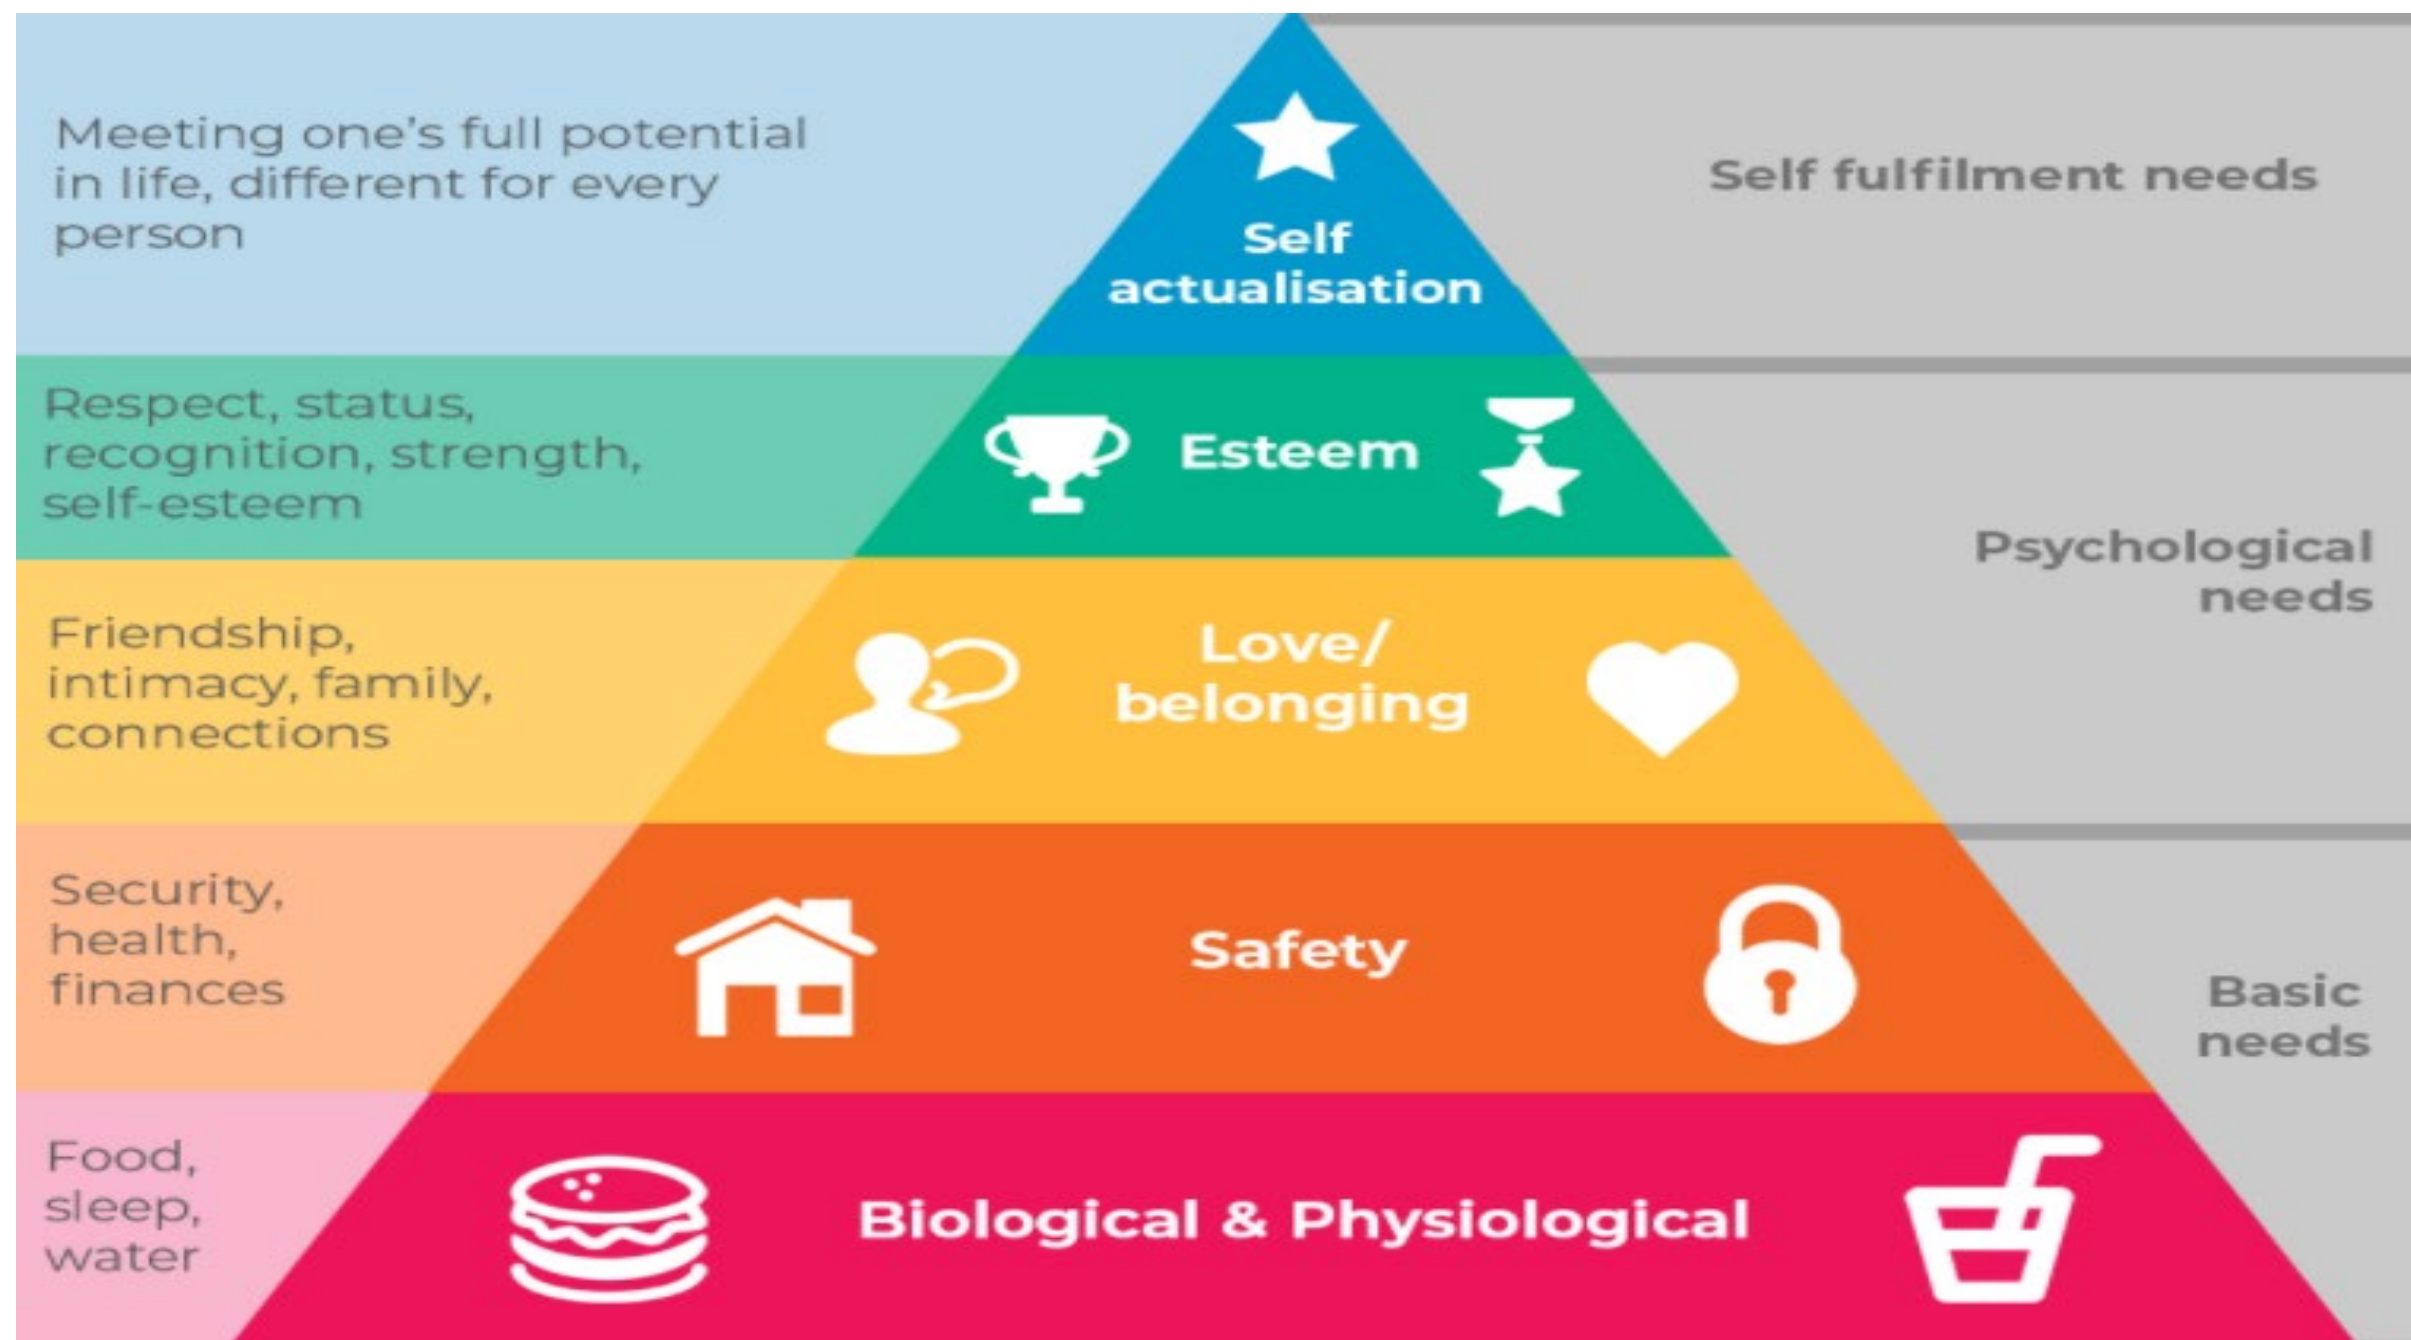 Meeting one's full potential
in life, different for every
person
Self
actualisation
Self fulfilment needs
Respect, status,
recognition, strength,
self-esteem
Esteem
Psychological
needs
Friendship,
intimacy, family,
connections
Love/
belonging
Security,
health,
finances
Safety
Basic
needs
Food,
sleep,
water
Biological & Physiological